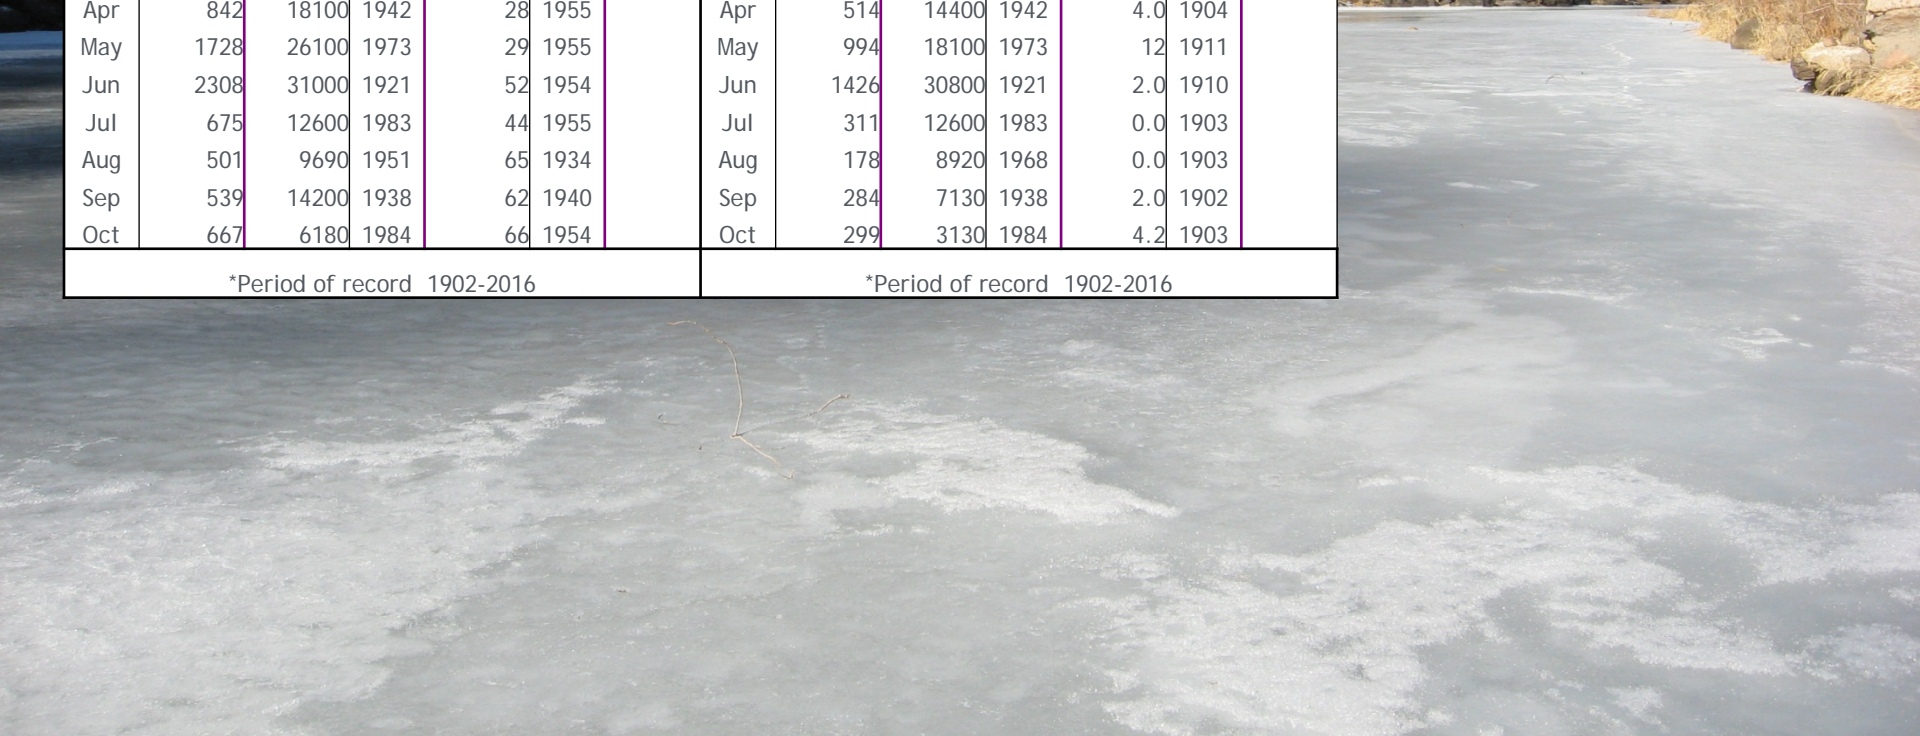 Apr 842 18100 1942 28 1955 Apr 514 14400 1942 4.0 1904
May 1728 26100 1973 29 1955 May 994 18100 1973 12 1911
Jun 2308 31000 1921 52 1954 Jun 1426 30800 1921 2.0 1910
Jul 675 12600 1983 44 1955 Jul 311 12600 1983 0.0 1903
Aug 501 9690 1951 65 1934 Aug 178 8920 1968 0.0 1903
Sep 539 14200 1938 62 1940 Sep 284 7130 1938 2.0 1902
Oct 667 6180 1984 66 1954 Oct 299 3130 1984 4.2 1903
*Period of record 1902-2016 *Period of record 1902-2016